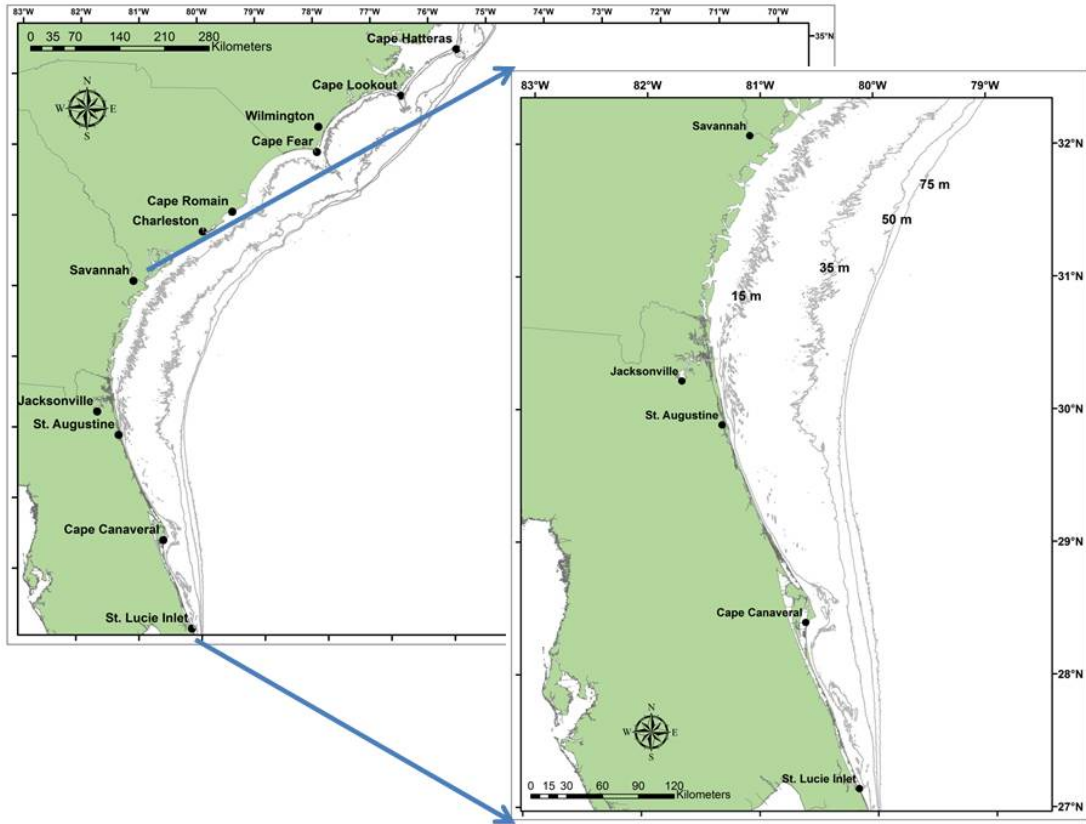 83°W 82°W 81°W 80°W 79°W 78°W 77°W 76°W 75°W 74°W 73°W 72°W 71°W 70°W
0 35 70 140 210 280
Kilometers
35°N
N
W E
S
Cape Hatteras
Cape Lookout
Wilmington
Cape Fear
Cape Romain
Charleston
Savannah
Jacksonville
St. Augustine
Cape Canaveral
St. Lucie Inlet
83°W 82°W 81°W 80°W 79°W
Savannah
32°N
75 m
50 m
35 m
31°N
15 m
Jacksonville
30°N
St. Augustine
29°N
Cape Canaveral
28°N
N
W E
S
St. Lucie Inlet
0 15 30 60 90 120
Kilometers
27°N